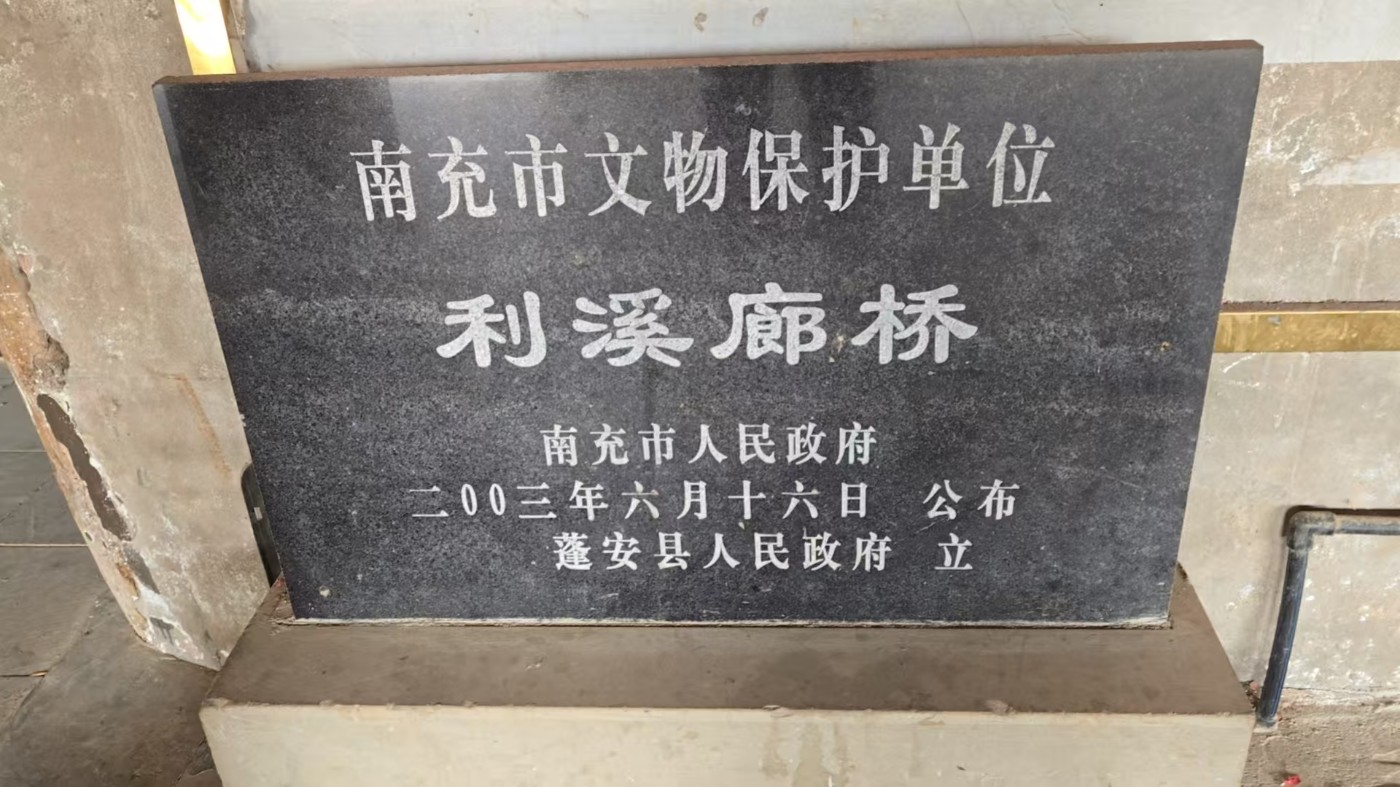 南充市文物保护单位
利溪廊桥
南充市人民政府
二00三年六月十六日 公布
蓬安县人民政府 立